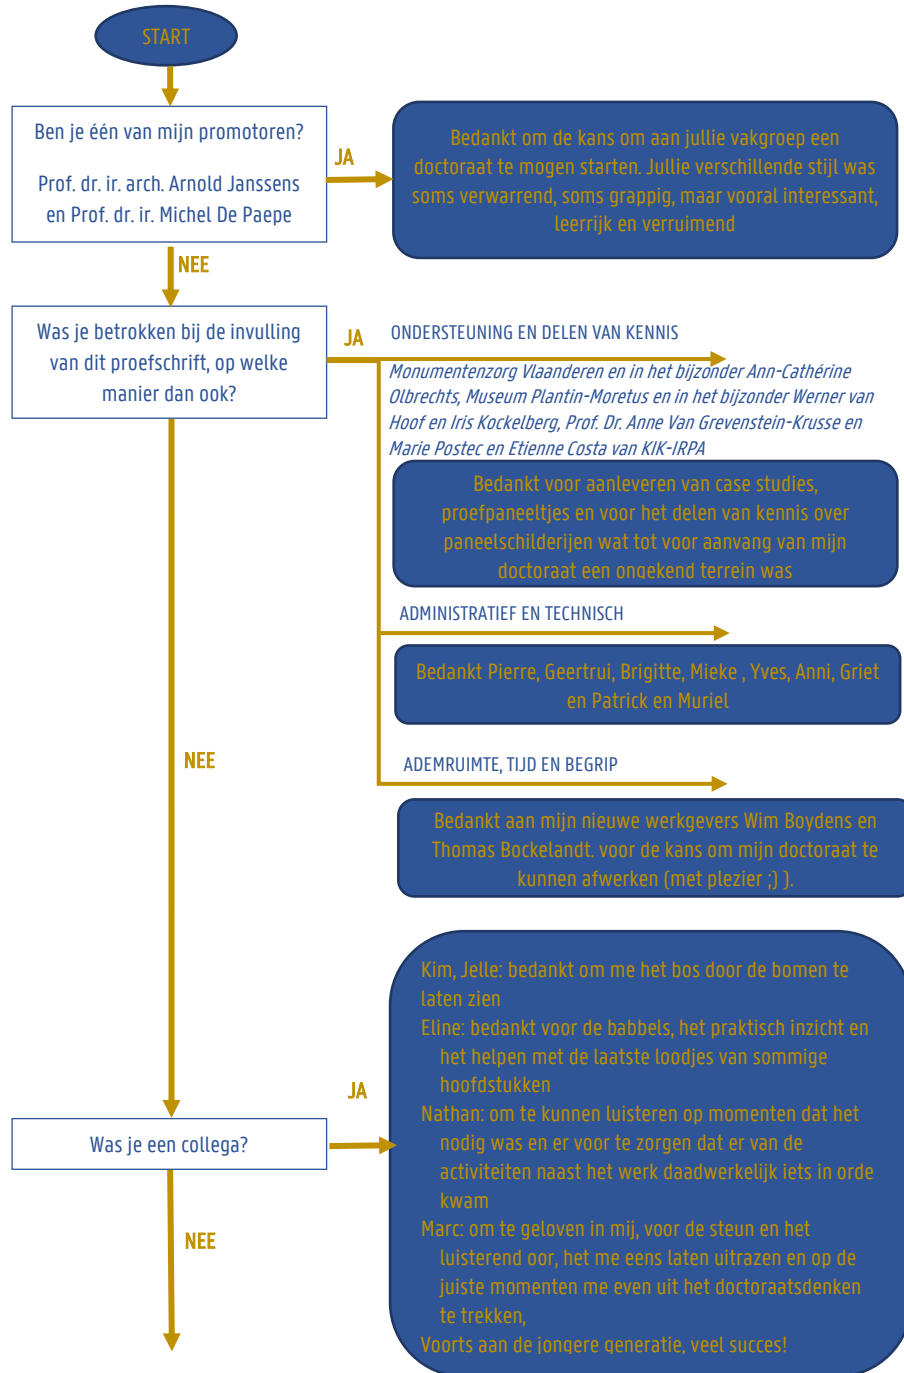 START
Ben je één van mijn promotoren?
Prof. dr. ir. arch. Arnold Janssens
en Prof. dr. ir. Michel De Paepe
JA
Bedankt om de kans om aan jullie vakgroep een
doctoraat te mogen starten. Jullie verschillende stijl was
soms verwarrend, soms grappig, maar vooral interessant,
leerrijk en verruimend
NEE
Was je betrokken bij de invulling
van dit proefschrift, op welke
manier dan ook?
JA
ONDERSTEUNING EN DELEN VAN KENNIS
Monumentenzorg Vlaanderen en in het bijzonder Ann-Cathérine
Olbrechts, Museum Plantin-Moretus en in het bijzonder Werner van
Hoof en Iris Kockelberg, Prof. Dr. Anne Van Grevenstein-Krusse en
Marie Postec en Etienne Costa van KIK-IRPA
Bedankt voor aanleveren van case studies,
proefpaneeltjes en voor het delen van kennis over
paneelschilderijen wat tot voor aanvang van mijn
doctoraat een ongekend terrein was
ADMINISTRATIEF EN TECHNISCH
Bedankt Pierre, Geertrui, Brigitte, Mieke , Yves, Anni, Griet
en Patrick en Muriel
ADEMRUIMTE, TIJD EN BEGRIP
Bedankt aan mijn nieuwe werkgevers Wim Boydens en
Thomas Bockelandt. voor de kans om mijn doctoraat te
kunnen afwerken (met plezier ;) ).
NEE
Was je een collega?
JA
Kim, Jelle: bedankt om me het bos door de bomen te
laten zien
Eline: bedankt voor de babbels, het praktisch inzicht en
het helpen met de laatste loodjes van sommige
hoofdstukken
Nathan: om te kunnen luisteren op momenten dat het
nodig was en er voor te zorgen dat er van de
activiteiten naast het werk daadwerkelijk iets in orde
kwam
Marc: om te geloven in mij, voor de steun en het
luisterend oor, het me eens laten uitrazen en op de
juiste momenten me even uit het doctoraatsdenken
te trekken,
Voorts aan de jongere generatie, veel succes!
NEE